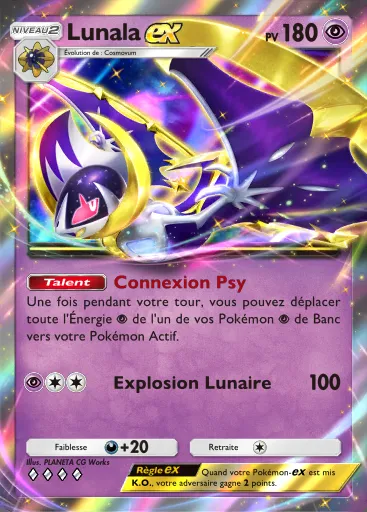 NIVEAU2 Lunala ex PV 180
Évolution de : Cosmovum
Talent Connexion Psy
Une fois pendant votre tour, vous pouvez déplacer
toute l'Énergie de l'un de vos Pokémon de Banc
vers votre Pokémon Actif.
Explosion Lunaire 100
Faiblesse +20 Retraite
Illus. PLANETA CG Works
Règle ex Quand votre Pokémon-ex est mis
K.O., votre adversaire gagne 2 points.